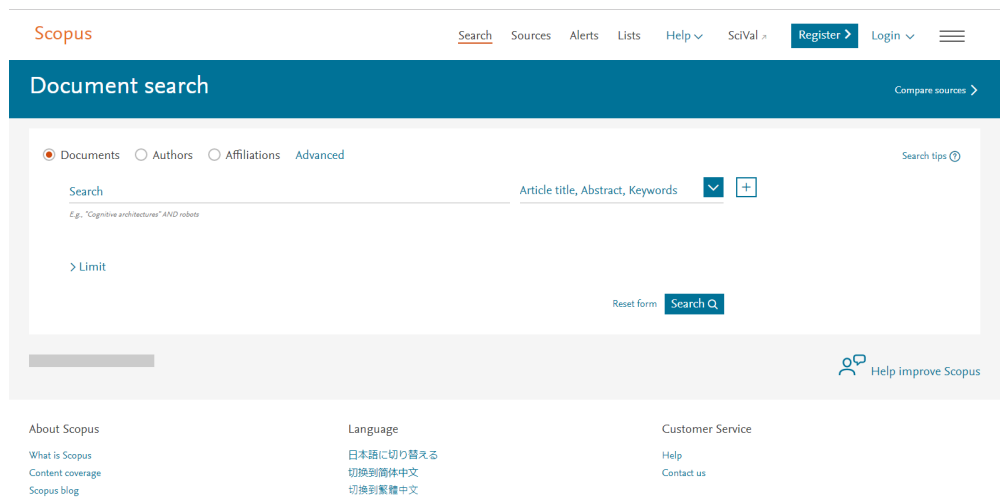 Scopus
Search Sources Alerts Lists Help SciVal Register Login
Document search
Compare sources
Documents Authors Affiliations Advanced
Search tips
Search
Article title, Abstract, Keywords
E.g., "Cognitive architectures" AND robots
Limit
Reset form Search
Help improve Scopus
About Scopus
What is Scopus
Content coverage
Scopus blog
Language
日本語に切り替える
切换到简体中文
切換到繁體中文
Customer Service
Help
Contact us